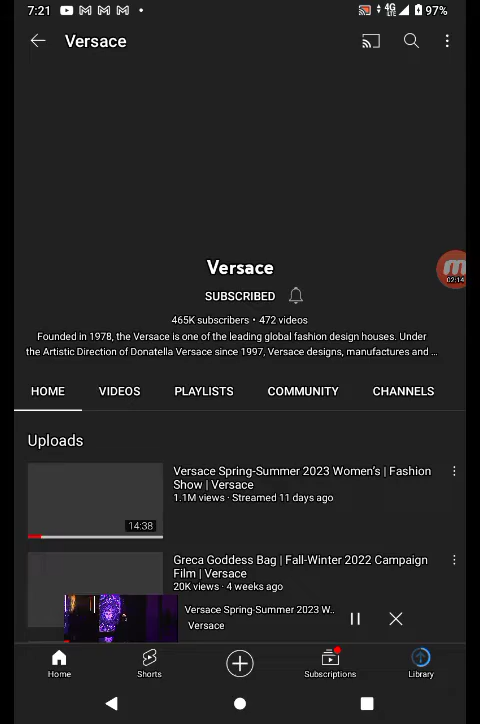 7:21
4G
LTE
97%
Versace
Versace
02:14
SUBSCRIBED
465K subscribers • 472 videos
Founded in 1978, the Versace is one of the leading global fashion design houses. Under
the Artistic Direction of Donatella Versace since 1997, Versace designs, manufactures and ...
HOME VIDEOS PLAYLISTS COMMUNITY CHANNELS
Uploads
Versace Spring-Summer 2023 Women's | Fashion
Show | Versace
1.1M views · Streamed 11 days ago
14:38
Greca Goddess Bag | Fall-Winter 2022 Campaign
Film | Versace
20K views · 4 weeks ago
Versace Spring-Summer 2023 W..
Versace
Home Shorts Subscriptions Library